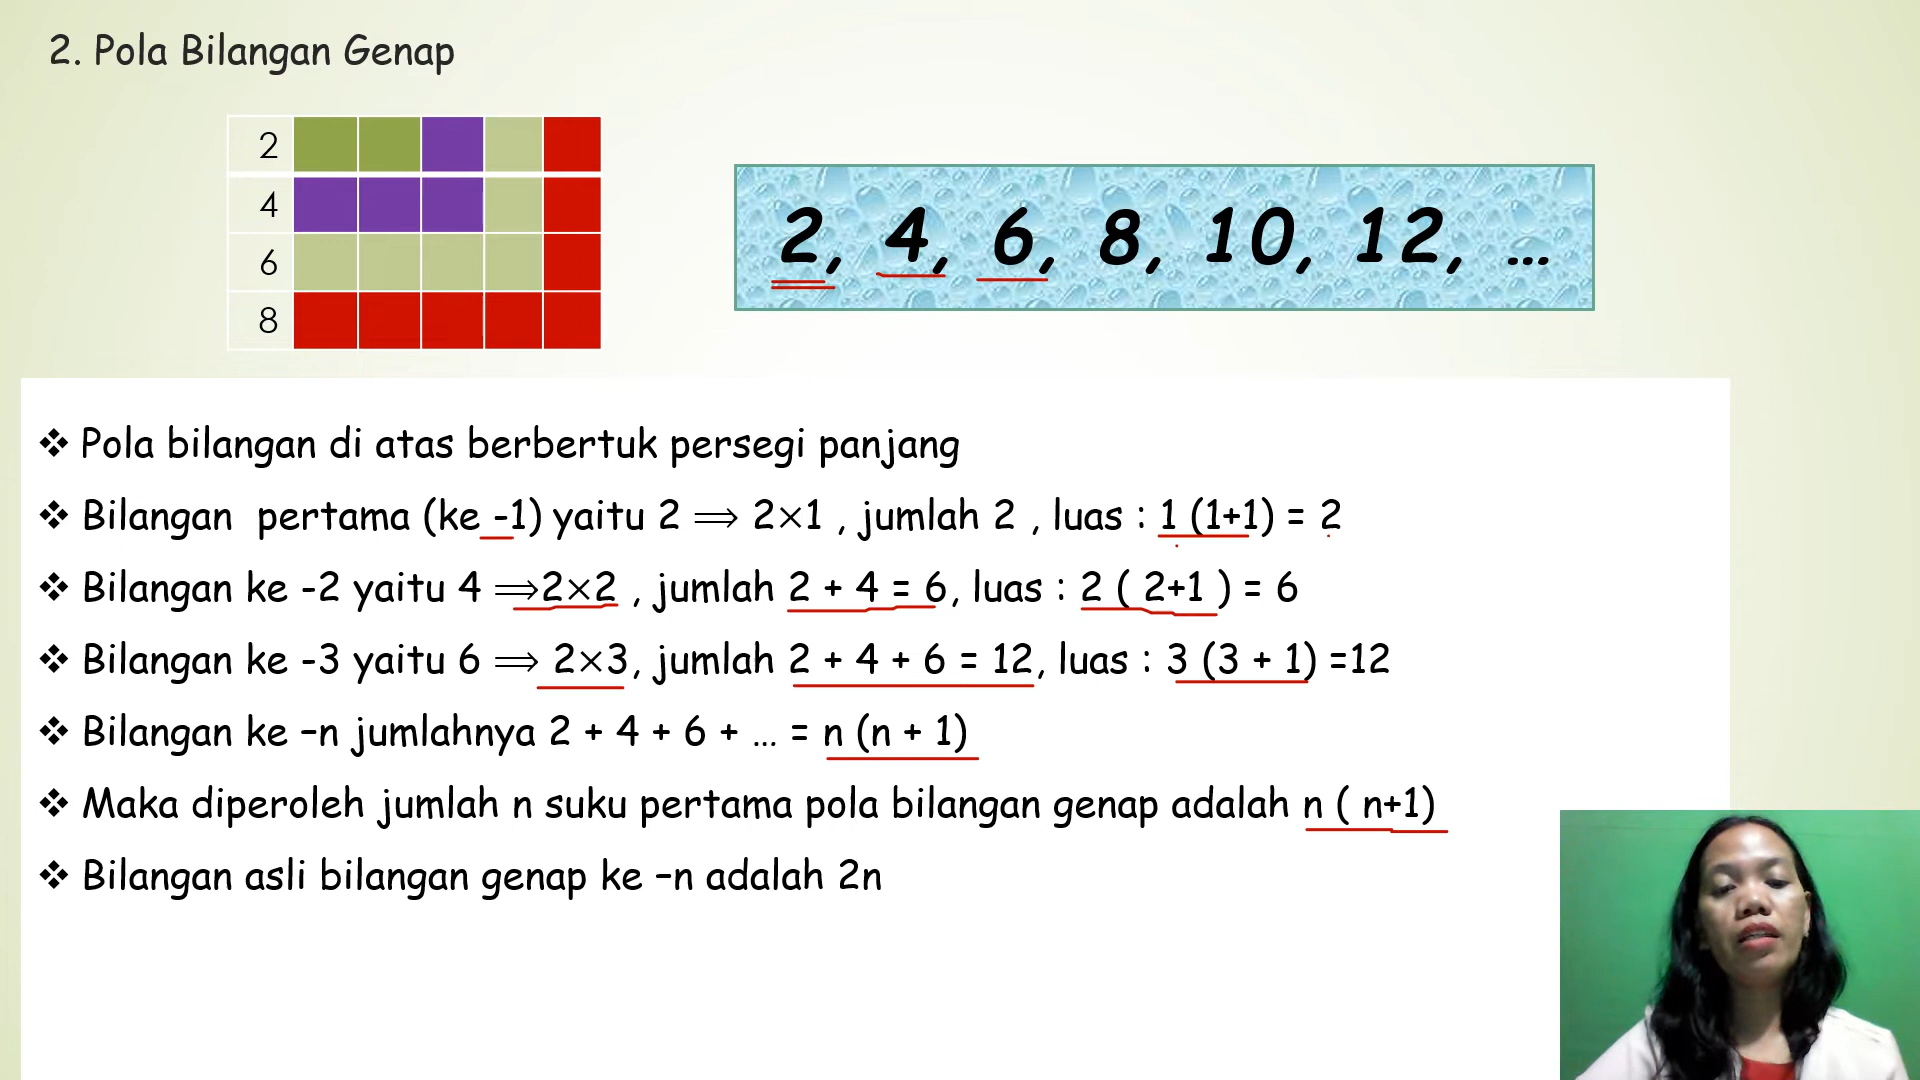 2. Pola Bilangan Genap
2
4
6
8
2, 4, 6, 8, 10, 12, ...
❖ Pola bilangan di atas berbertuk persegi panjang
❖ Bilangan pertama (ke -1) yaitu 2 ⟹ 2×1 , jumlah 2 , luas : 1 (1+1) = 2
❖ Bilangan ke -2 yaitu 4 ⟹2×2 , jumlah 2 + 4 = 6, luas : 2 ( 2+1 ) = 6
❖ Bilangan ke -3 yaitu 6 ⟹ 2×3, jumlah 2 + 4 + 6 = 12, luas : 3 (3 + 1) =12
❖ Bilangan ke –n jumlahnya 2 + 4 + 6 + ... = n (n + 1)
❖ Maka diperoleh jumlah n suku pertama pola bilangan genap adalah n ( n+1)
❖ Bilangan asli bilangan genap ke –n adalah 2n